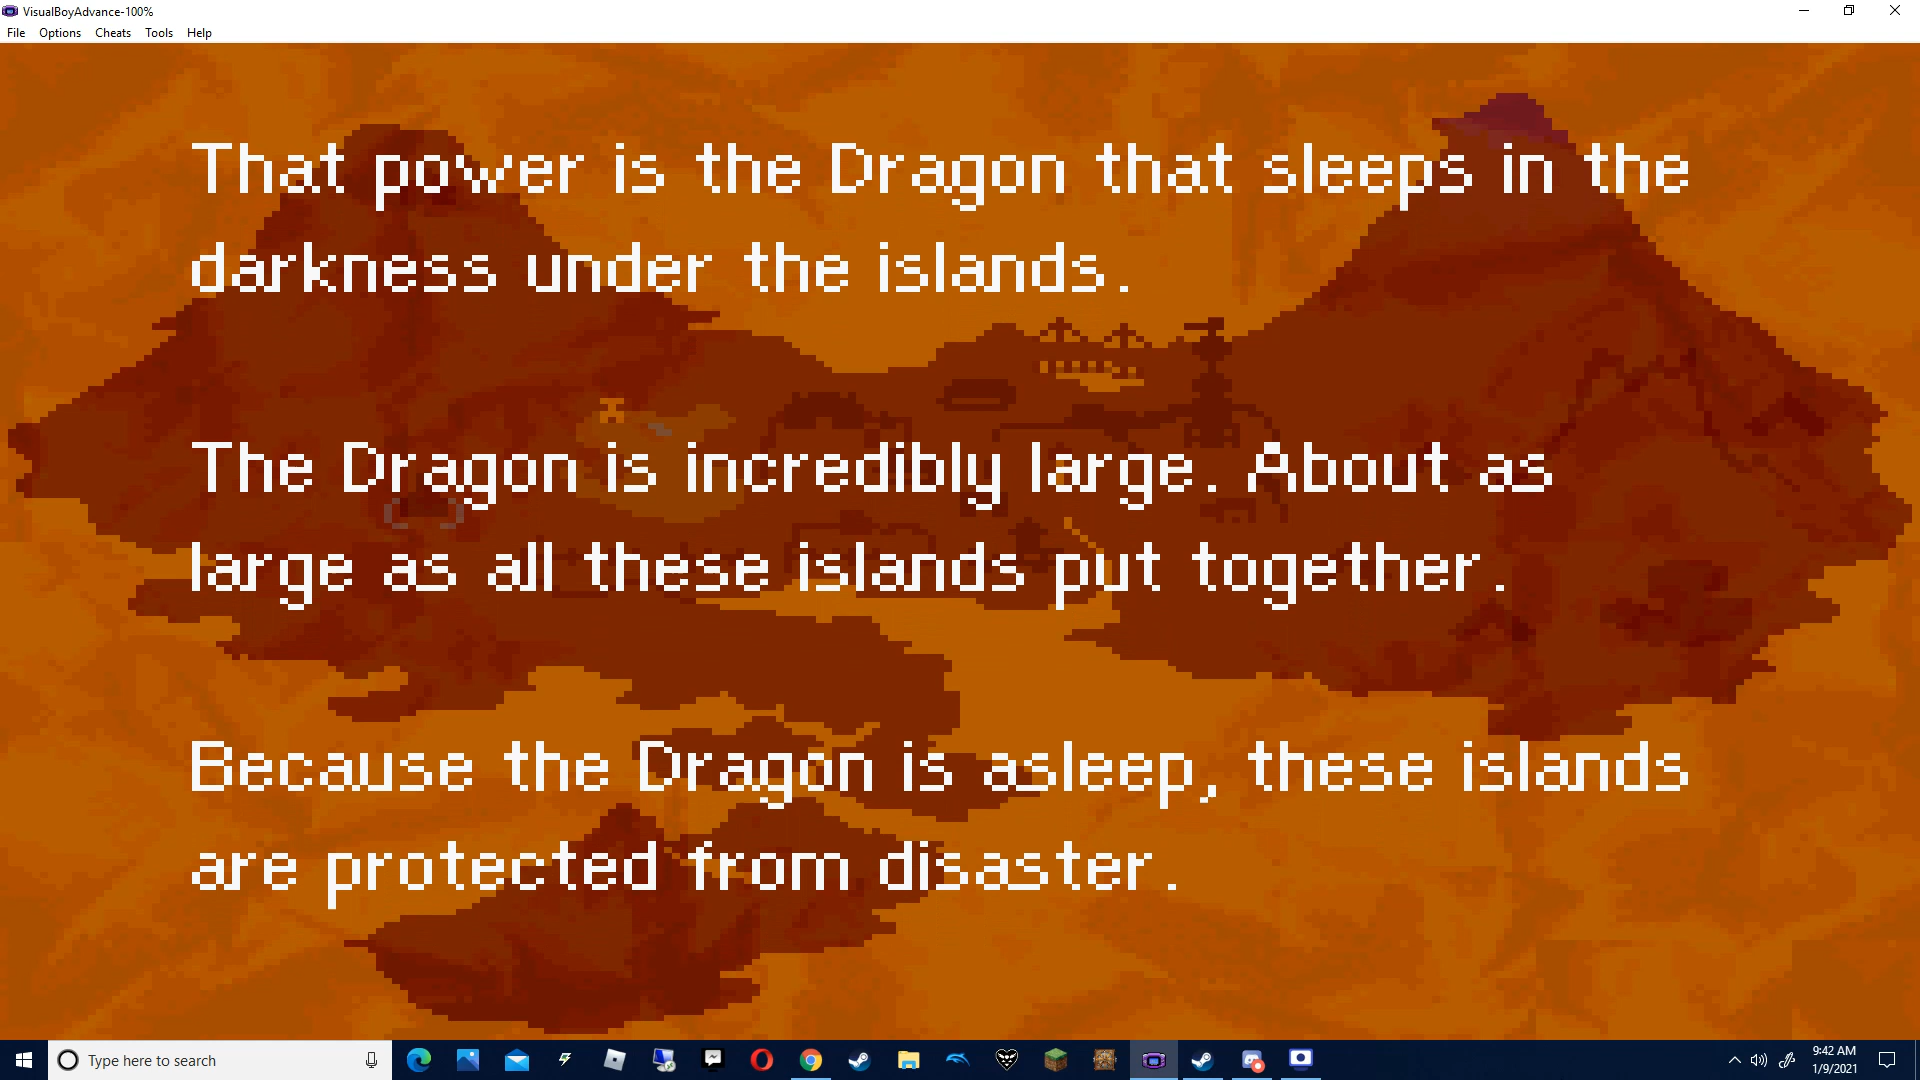 VisualBoyAdvance-100%
File Options Cheats Tools Help
That power is the Dragon that sleeps in the
darkness under the islands.
The Dragon is incredibly large. About as
large as all these islands put together.
Because the Dragon is asleep, these islands
are protected from disaster.
Type here to search
9:42 AM
1/9/2021